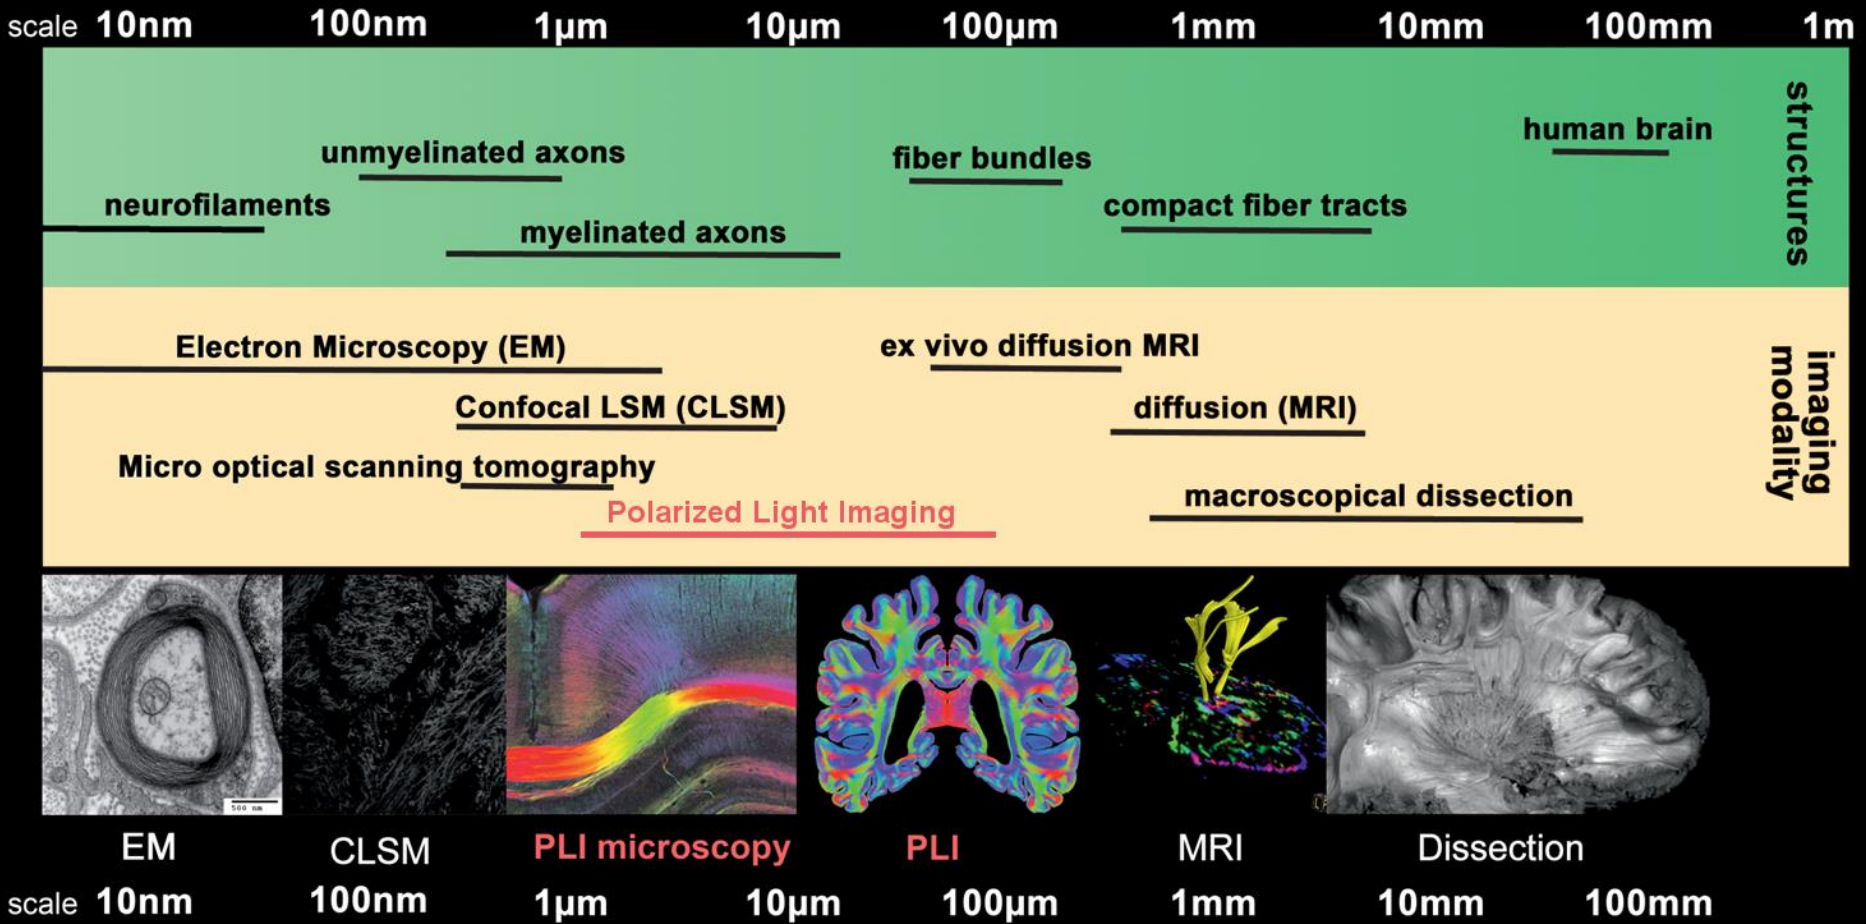 scale 10nm 100nm 1µm 10µm 100µm 1mm 10mm 100mm 1m
structures
human brain
unmyelinated axons
fiber bundles
neurofilaments
compact fiber tracts
myelinated axons
imaging
modality
Electron Microscopy (EM)
ex vivo diffusion MRI
Confocal LSM (CLSM)
diffusion (MRI)
Micro optical scanning tomography
macroscopical dissection
Polarized Light Imaging
500 nm
EM CLSM PLI microscopy PLI MRI Dissection
scale 10nm 100nm 1µm 10µm 100µm 1mm 10mm 100mm